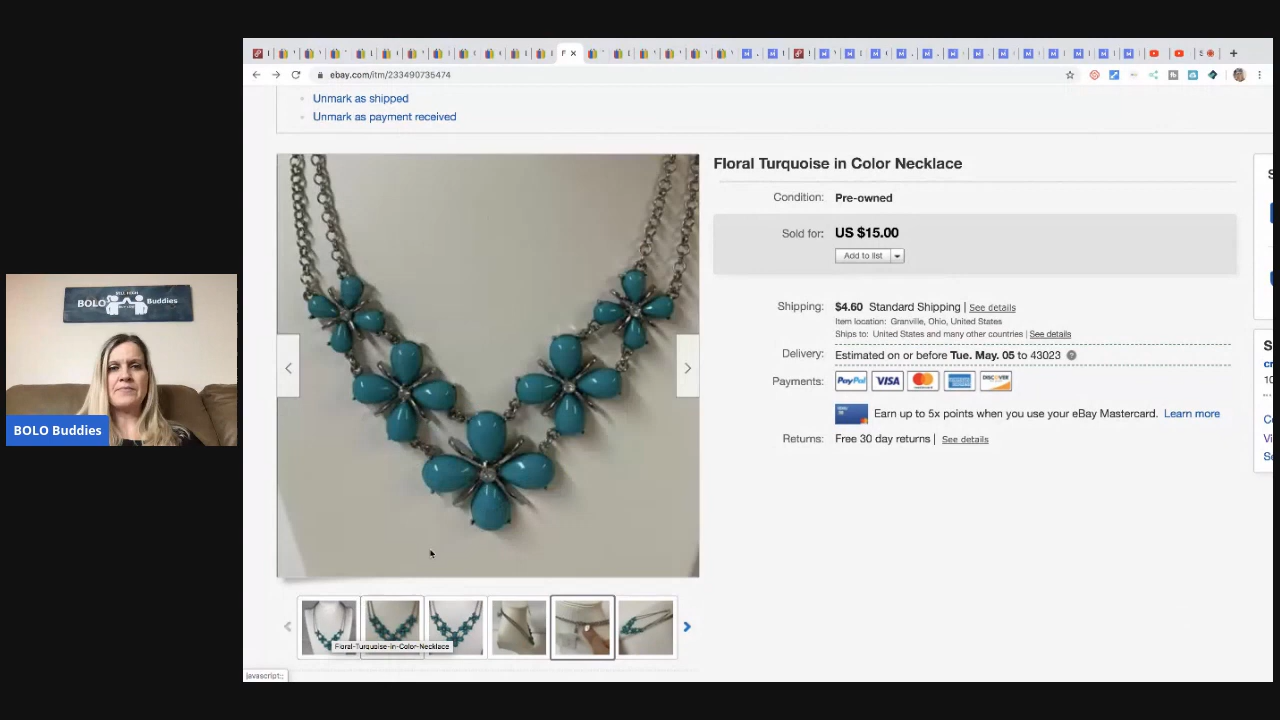 ebay.com/itm/233490735474
Unmark as shipped
Unmark as payment received
Floral Turquoise in Color Necklace
Condition: Pre-owned
Sold for: US $15.00
Add to list
Shipping: $4.60 Standard Shipping | See details
Item location: Granville, Ohio, United States
Ships to: United States and many other countries | See details
Delivery: Estimated on or before Tue. May. 05 to 43023
Payments: PayPal VISA
Earn up to 5x points when you use your eBay Mastercard. Learn more
Returns: Free 30 day returns | See details
BOLO Buddies
BOLO Buddies
Floral-Turquoise-in-Color-Necklace
javascript:;